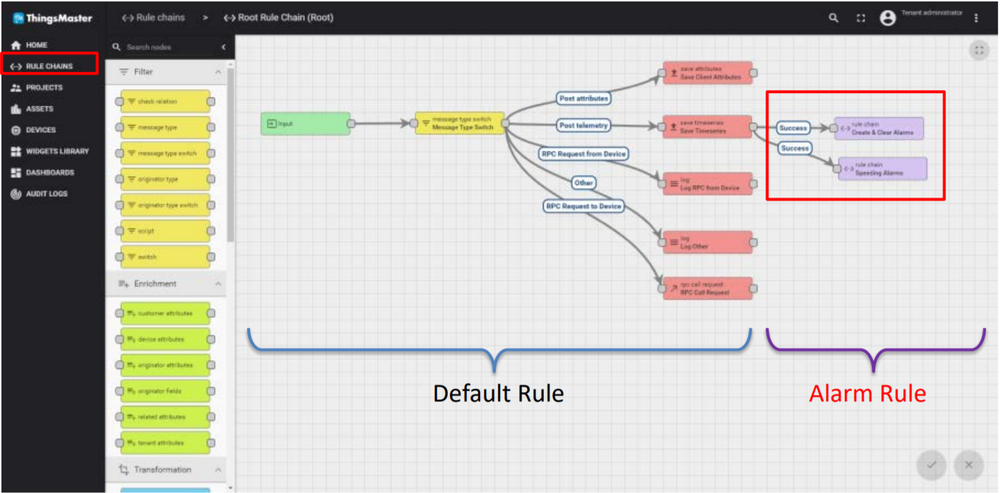 ThingsMaster
Rule chains > Root Rule Chain (Root)
Tenant administrator
HOME
RULE CHAINS
PROJECTS
ASSETS
DEVICES
WIDGETS LIBRARY
DASHBOARDS
AUDIT LOGS
Search nodes
Filter
check relation
message type
message type switch
originator type
originator type switch
script
switch
Enrichment
customer attributes
device attributes
originator attributes
originator fields
related attributes
tenant attributes
Transformation
Input
message type switch
Message Type Switch
Post attributes
Post telemetry
RPC Request from Device
Other
RPC Request to Device
save attributes
Save Client Attributes
save timeseries
Save Timeseries
log
Log RPC from Device
log
Log Other
rpc call request
RPC Call Request
Success
Success
rule chain
Create & Clear Alarms
rule chain
Speeding Alarms
Default Rule
Alarm Rule